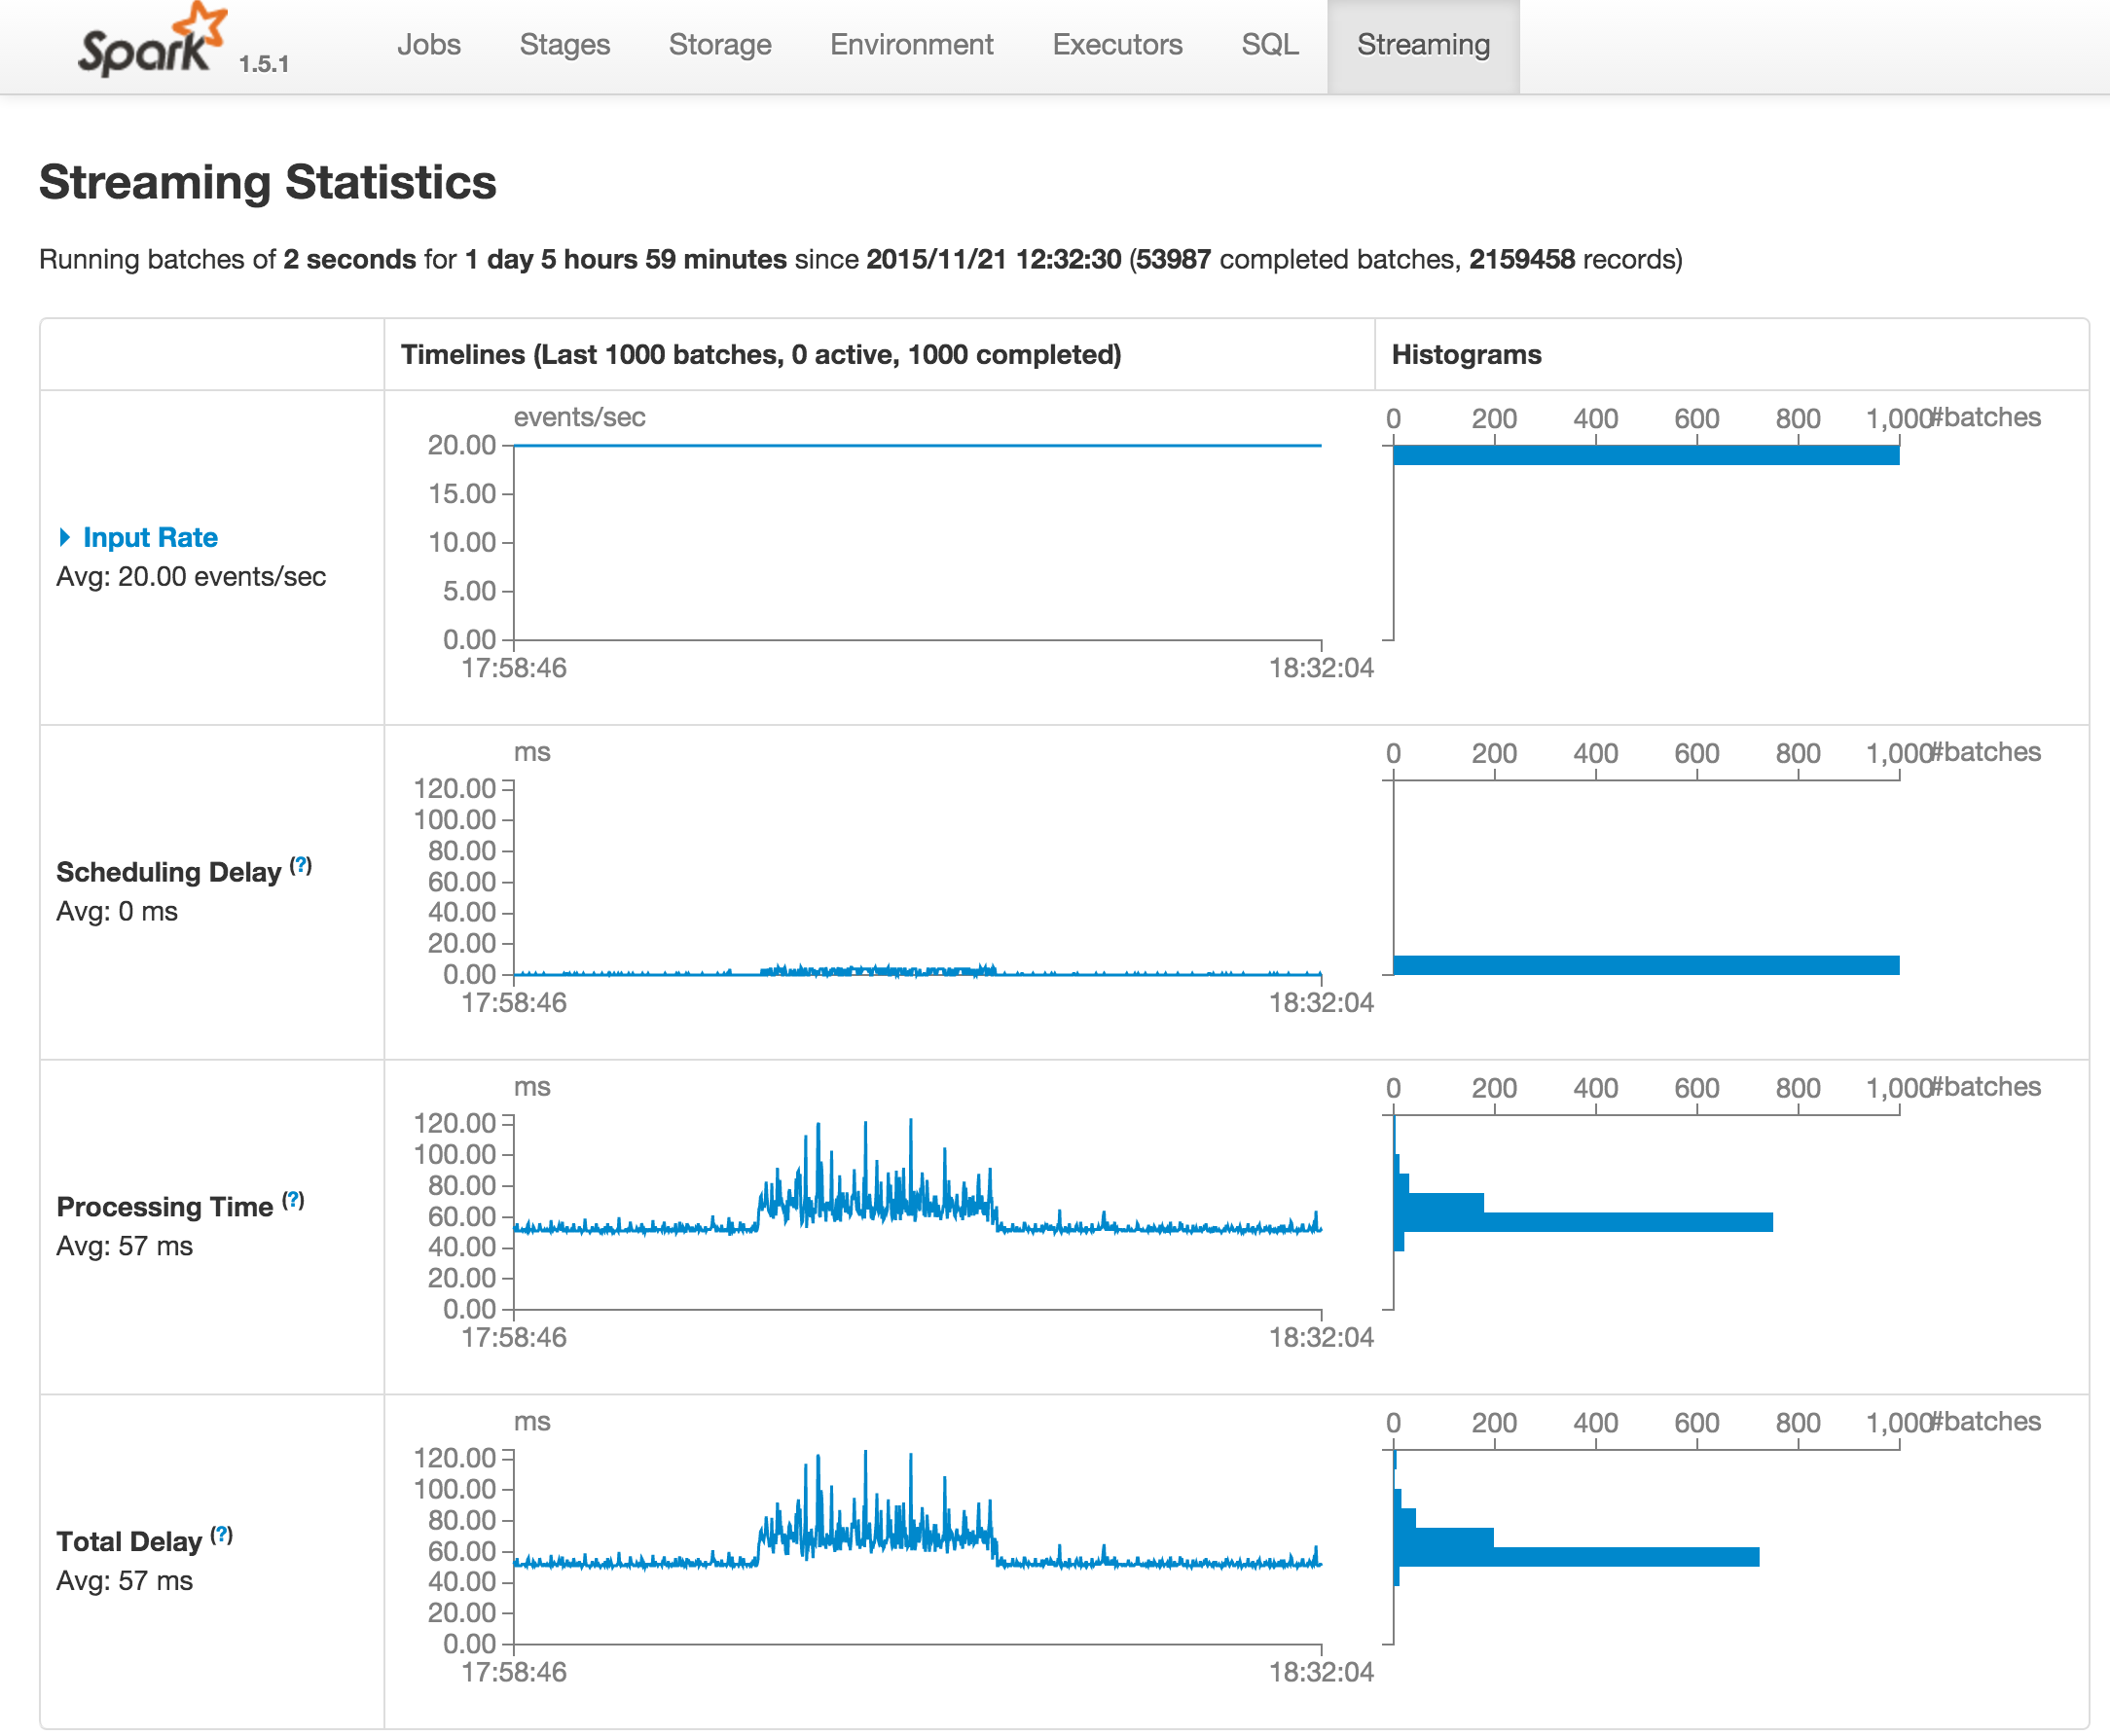 Spark 1.5.1 Jobs Stages Storage Environment Executors SQL Streaming
Streaming Statistics
Running batches of 2 seconds for 1 day 5 hours 59 minutes since 2015/11/21 12:32:30 (53987 completed batches, 2159458 records)
Timelines (Last 1000 batches, 0 active, 1000 completed) Histograms
Input Rate
Avg: 20.00 events/sec
events/sec
20.00
15.00
10.00
5.00
0.00
17:58:46 18:32:04
0 200 400 600 800 1,000 #batches
Scheduling Delay (?)
Avg: 0 ms
ms
120.00
100.00
80.00
60.00
40.00
20.00
0.00
17:58:46 18:32:04
0 200 400 600 800 1,000 #batches
Processing Time (?)
Avg: 57 ms
ms
120.00
100.00
80.00
60.00
40.00
20.00
0.00
17:58:46 18:32:04
0 200 400 600 800 1,000 #batches
Total Delay (?)
Avg: 57 ms
ms
120.00
100.00
80.00
60.00
40.00
20.00
0.00
17:58:46 18:32:04
0 200 400 600 800 1,000 #batches